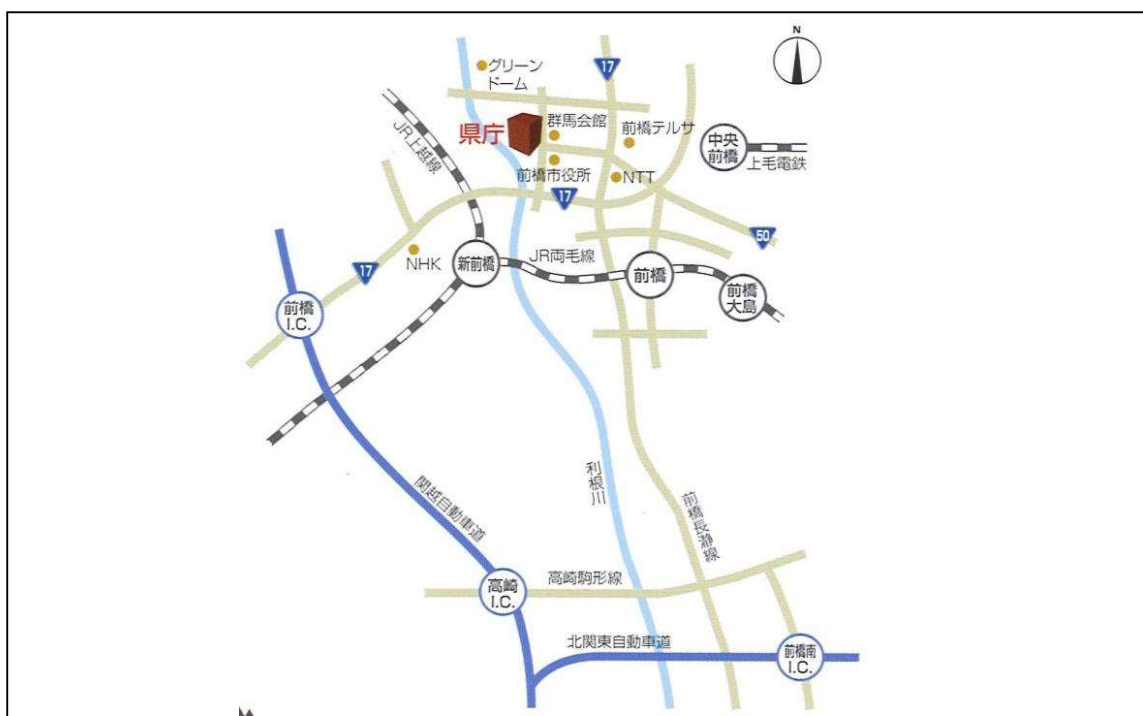 N
グリーン
ドーム
17
県庁
群馬会館
前橋テルサ
中央
前橋
上毛電鉄
JR上越線
前橋市役所
NTT
17
50
NHK
新前橋
JR両毛線
前橋
前橋
大島
17
前橋
I.C.
利根川
関越自動車道
前橋長瀞線
高崎
I.C.
高崎駒形線
北関東自動車道
前橋南
I.C.